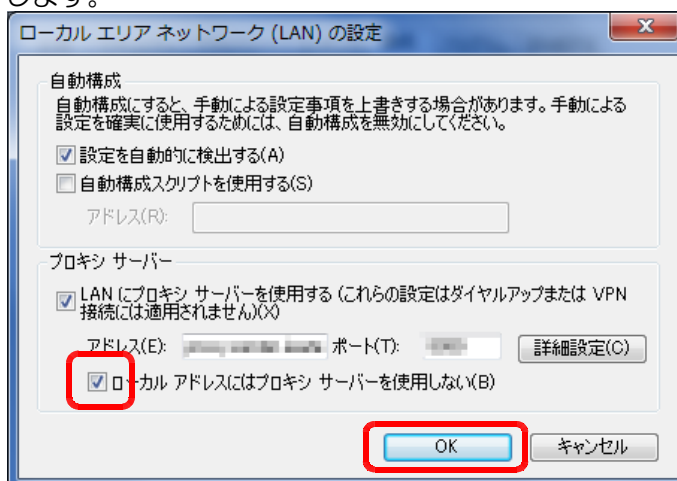 します。
ローカル エリア ネットワーク (LAN) の設定
自動構成
自動構成にすると、手動による設定事項を上書きする場合があります。手動による
設定を確実に使用するためには、自動構成を無効にしてください。
設定を自動的に検出する(A)
自動構成スクリプトを使用する(S)
アドレス(R):
プロキシ サーバー
LAN にプロキシ サーバーを使用する (これらの設定はダイヤルアップまたは VPN
接続には適用されません)(X)
アドレス(E): ポート(T): 詳細設定(C)
ローカル アドレスにはプロキシ サーバーを使用しない(B)
OK キャンセル